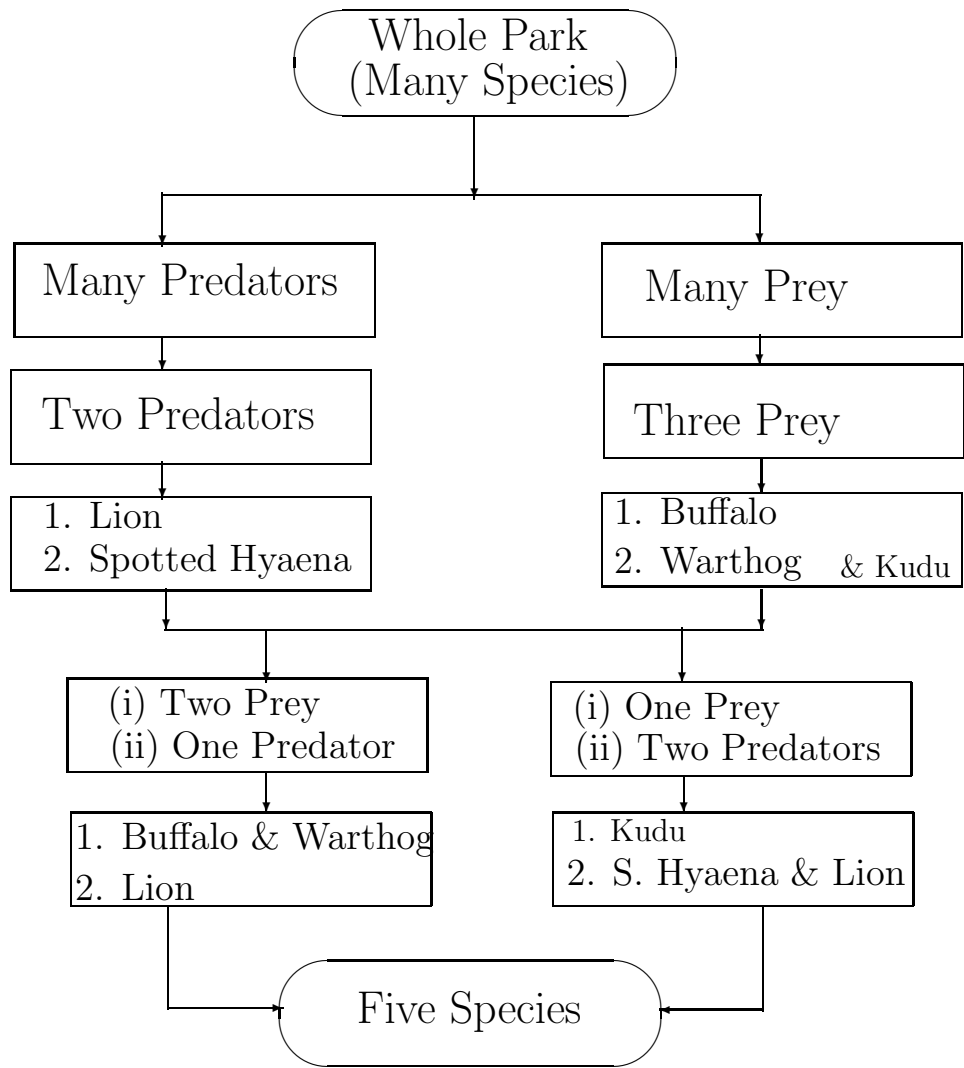 Whole Park
(Many Species)
Many Predators
Many Prey
Two Predators
Three Prey
1. Lion
2. Spotted Hyaena
1. Buffalo
2. Warthog & Kudu
(i) Two Prey
(ii) One Predator
(i) One Prey
(ii) Two Predators
1. Buffalo & Warthog
2. Lion
1. Kudu
2. S. Hyaena & Lion
Five Species